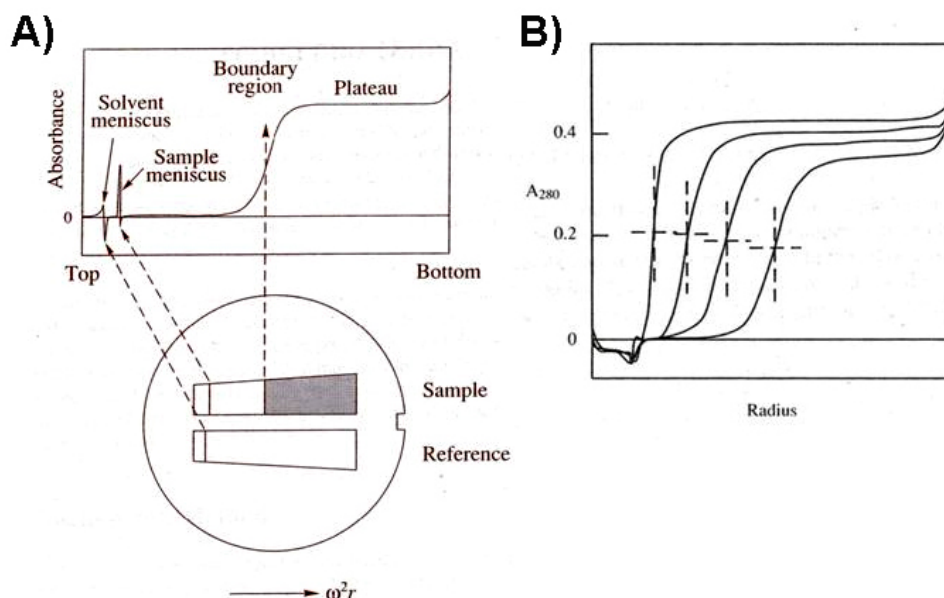 A)
Boundary
region
Plateau
Solvent
meniscus
Sample
meniscus
Absorbance
0
Top
Bottom
Sample
Reference
ω²r
B)
0.4
A₂₈₀
0.2
0
Radius